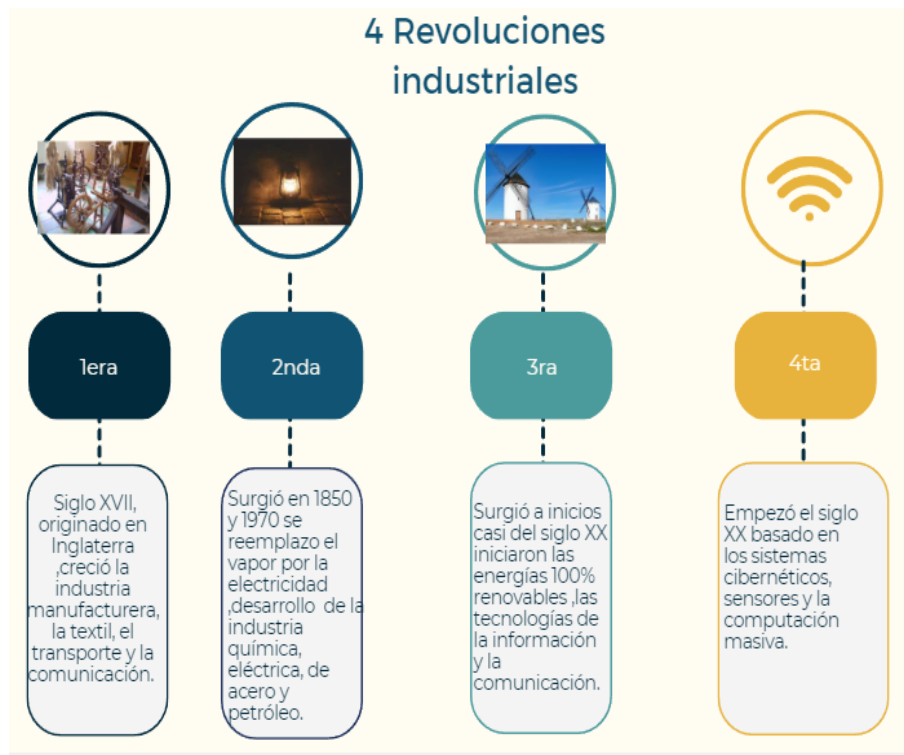 4 Revoluciones
industriales
1era
2nda
3ra
4ta
Siglo XVII,
originado en
Inglaterra
,creció la
industria
manufacturera,
la textil, el
transporte y la
comunicación.
Surgió en 1850
y 1970 se
reemplazo el
vapor por la
electricidad
,desarrollo de la
industria
química,
eléctrica, de
acero y
petróleo.
Surgió a inicios
casi del siglo XX
iniciaron las
energías 100%
renovables ,las
tecnologías de
la información
y la
comunicación.
Empezó el siglo
XX basado en
los sistemas
cibernéticos,
sensores y la
computación
masiva.